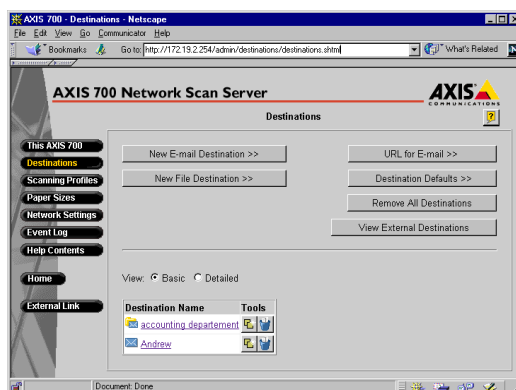 AXIS 700 - Destinations - Netscape
File Edit View Go Communicator Help
Bookmarks Go to: http://172.19.2.254/admin/destinations/destinations.shtml What's Related
AXIS 700 Network Scan Server
AXIS
COMMUNICATIONS
Destinations
?
This AXIS 700
Destinations
Scanning Profiles
Paper Sizes
Network Settings
Event Log
Help Contents
Home
External Link
New E-mail Destination >>
URL for E-mail >>
New File Destination >>
Destination Defaults >>
Remove All Destinations
View External Destinations
View: Basic Detailed
Destination Name Tools
accounting departement
Andrew
Document: Done